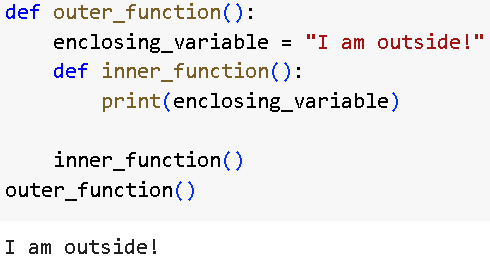 def outer_function():
    enclosing_variable = "I am outside!"
    def inner_function():
        print(enclosing_variable)

    inner_function()
outer_function()
I am outside!